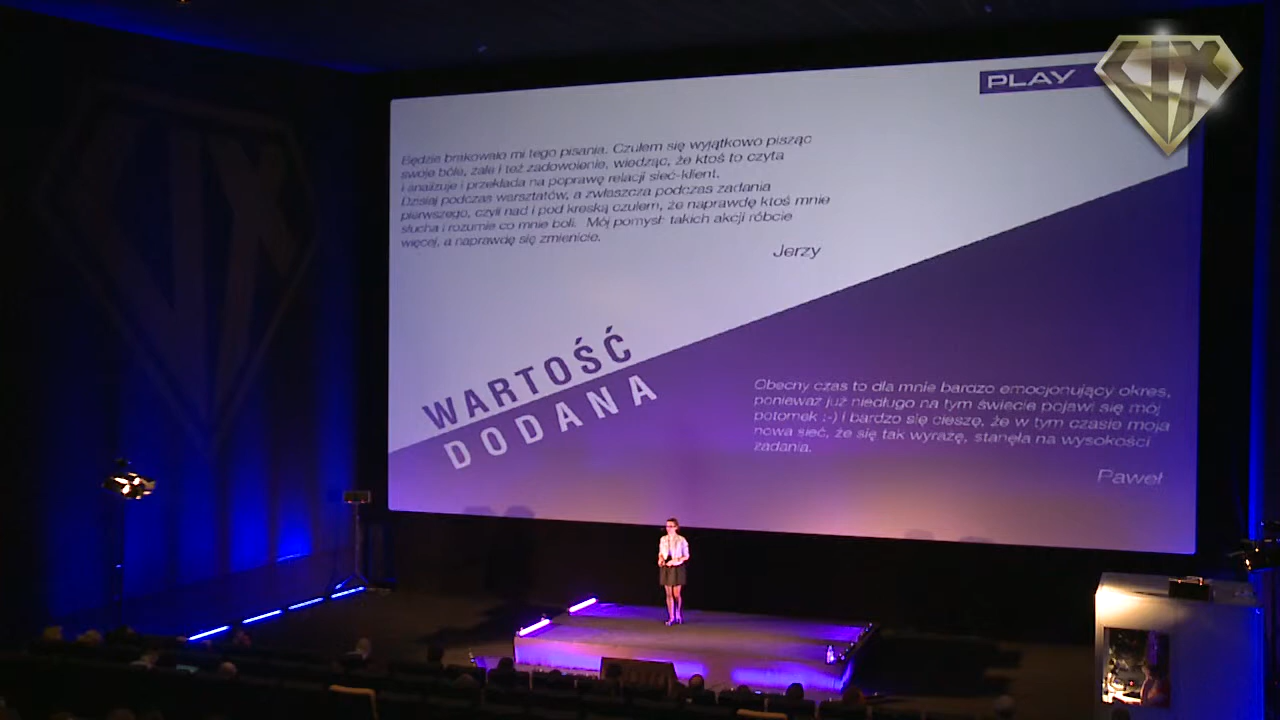 PLAY
UX
Będzie brakowało mi tego pisania. Czułem się wyjątkowo pisząc
swoje bóle, żale i też zadowolenie, wiedząc, że ktoś to czyta
i analizuje i przekłada na poprawę relacji sieć-klient.
Dzisiaj podczas warsztatów, a zwłaszcza podczas zadania
pierwszego, czyli nad i pod kreską czułem, że naprawdę ktoś mnie
słucha i rozumie co mnie boli. Mój pomysł: takich akcji róbcie
więcej, a naprawdę się zmienicie.
Jerzy
WARTOŚĆ
DODANA
Obecny czas to dla mnie bardzo emocjonujący okres,
ponieważ już niedługo na tym świecie pojawi się mój
potomek ;-) i bardzo się cieszę, że w tym czasie moja
nowa sieć, że się tak wyrażę, stanęła na wysokości
zadania.
Paweł